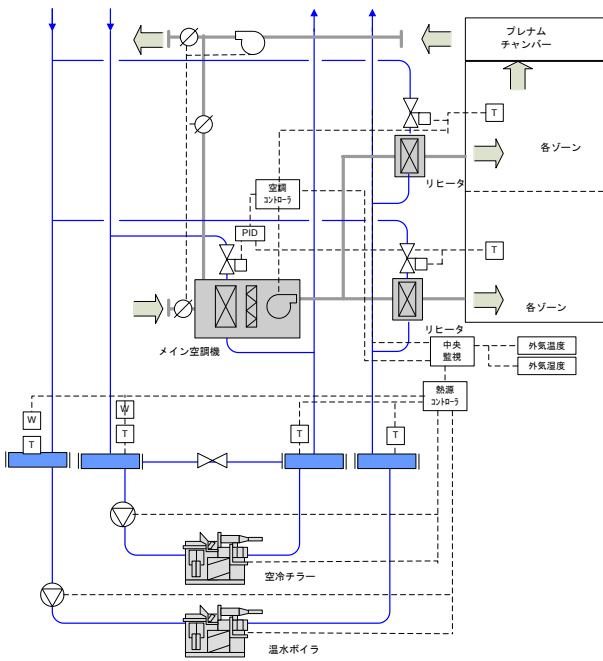 プレナム
チャンバー
T
各ゾーン
リヒータ
空調
コントローラ
PID
T
各ゾーン
リヒータ
メイン空調機
中央
監視
外気温度
外気湿度
熱源
コントローラ
W
W
T
T
T
T
空冷チラー
温水ボイラ